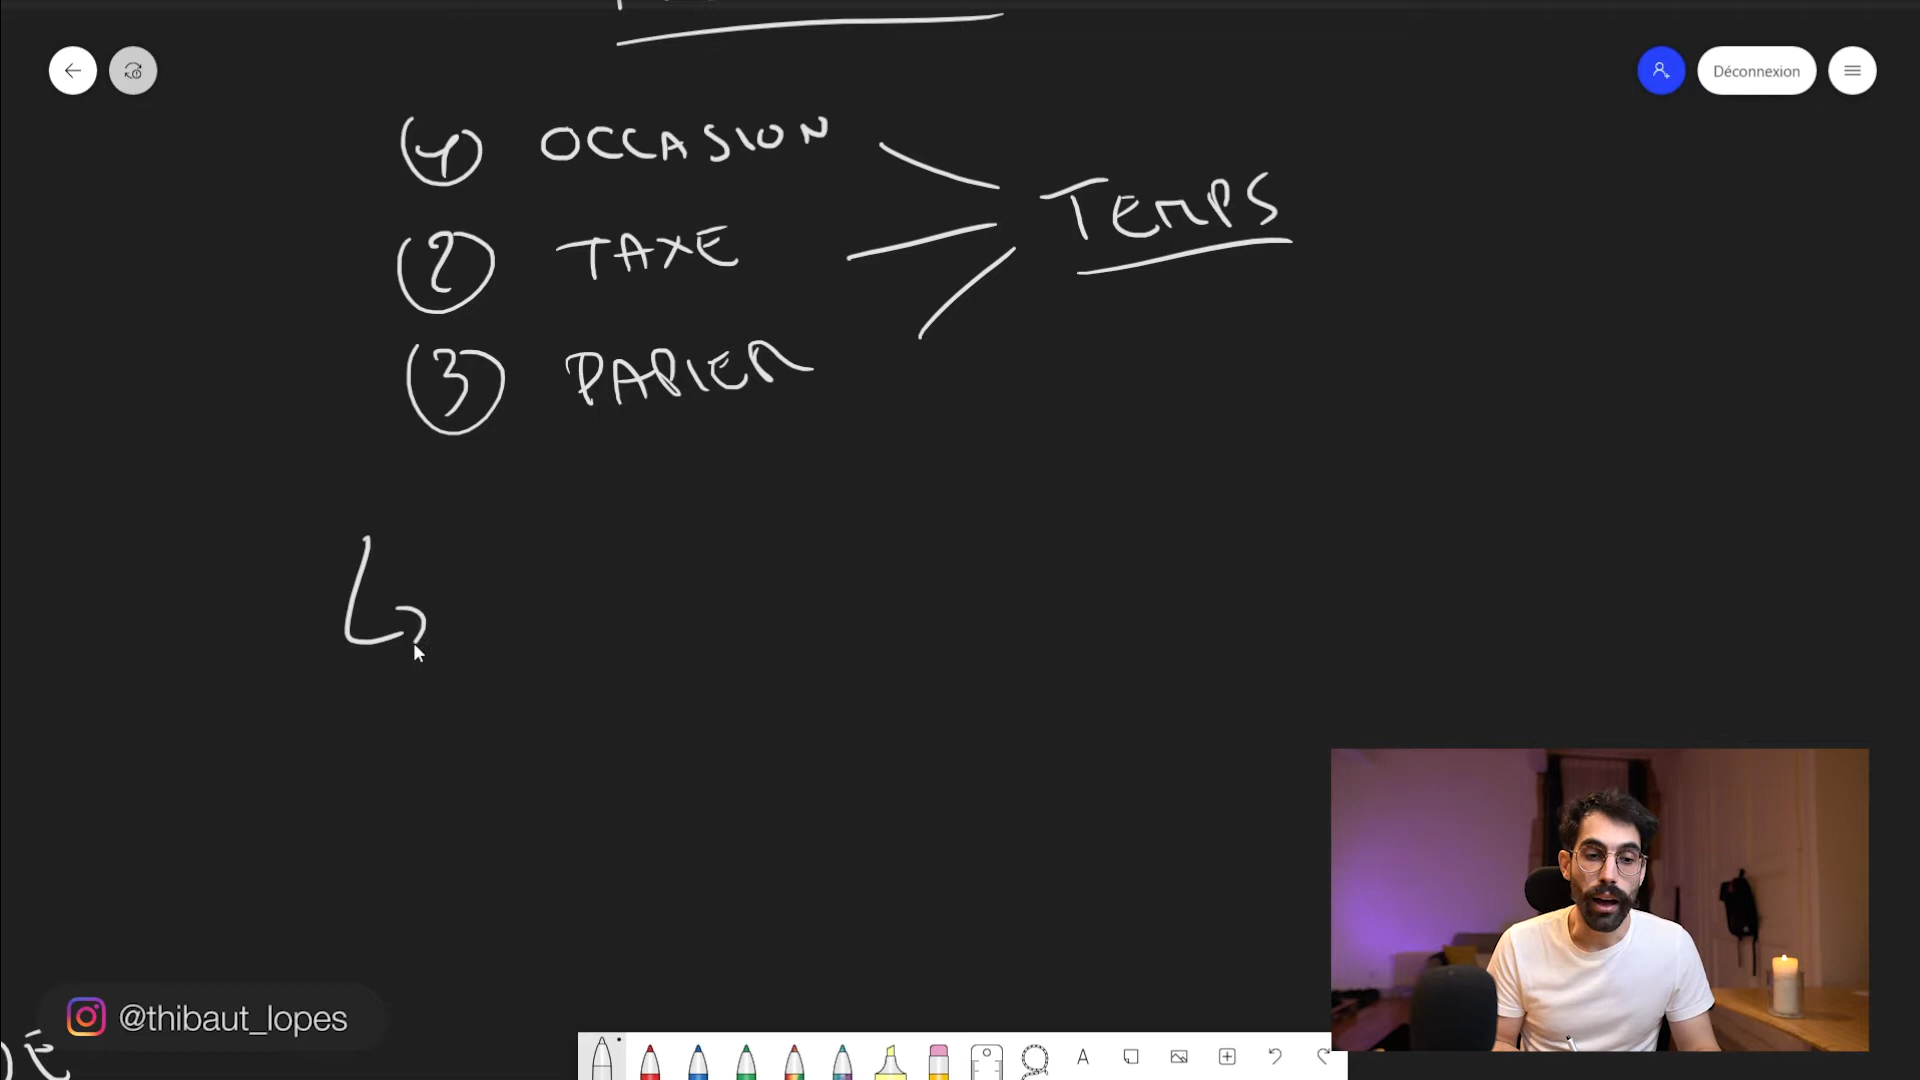 Déconnexion
1 OCCASION
2 TAXE
3 PAPIER
TEMPS
@thibaut_lopes
A